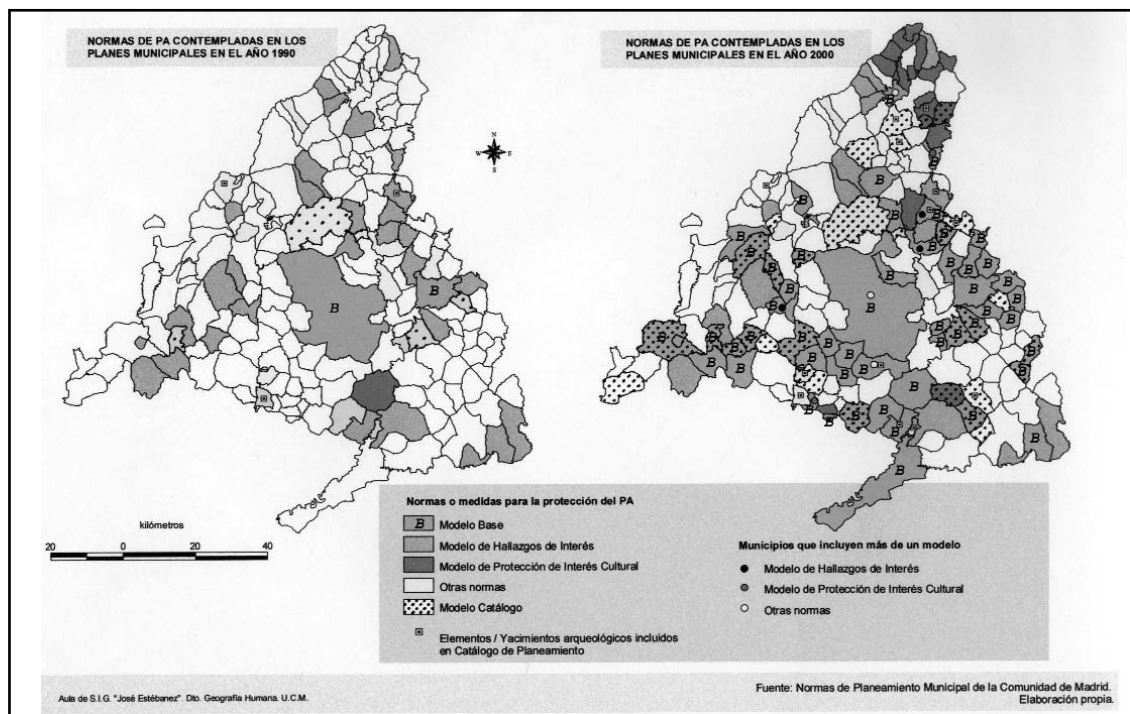 NORMAS DE PA CONTEMPLADAS EN LOS
PLANES MUNICIPALES EN EL AÑO 1990
NORMAS DE PA CONTEMPLADAS EN LOS
PLANES MUNICIPALES EN EL AÑO 2000
N
W E
S
kilómetros
20 0 20 40
Normas o medidas para la protección del PA
B Modelo Base
Modelo de Hallazgos de Interés
Modelo de Protección de Interés Cultural
Otras normas
Modelo Catálogo
Elementos / Yacimientos arqueológicos incluidos
en Catálogo de Planeamiento
Municipios que incluyen más de un modelo
Modelo de Hallazgos de Interés
Modelo de Protección de Interés Cultural
Otras normas
Aula de S.I.G. "José Estébanez". Dto. Geografía Humana. U.C.M.
Fuente: Normas de Planeamiento Municipal de la Comunidad de Madrid.
Elaboración propia.